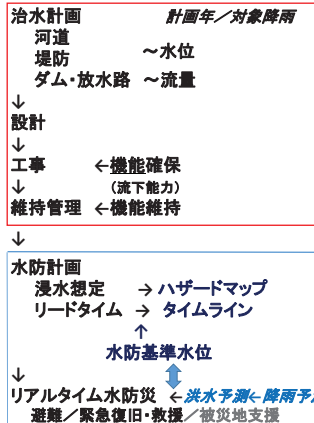 治水計画 計画年／対象降雨
河道
堤防 ～水位
ダム・放水路 ～流量
↓
設計
↓
工事 ←機能確保
↓ (流下能力)
維持管理 ←機能維持
↓
水防計画
浸水想定 → ハザードマップ
リードタイム → タイムライン
↑
水防基準水位
↓
リアルタイム水防災 ←洪水予測←降雨予
避難／緊急復旧・救援／被災地支援